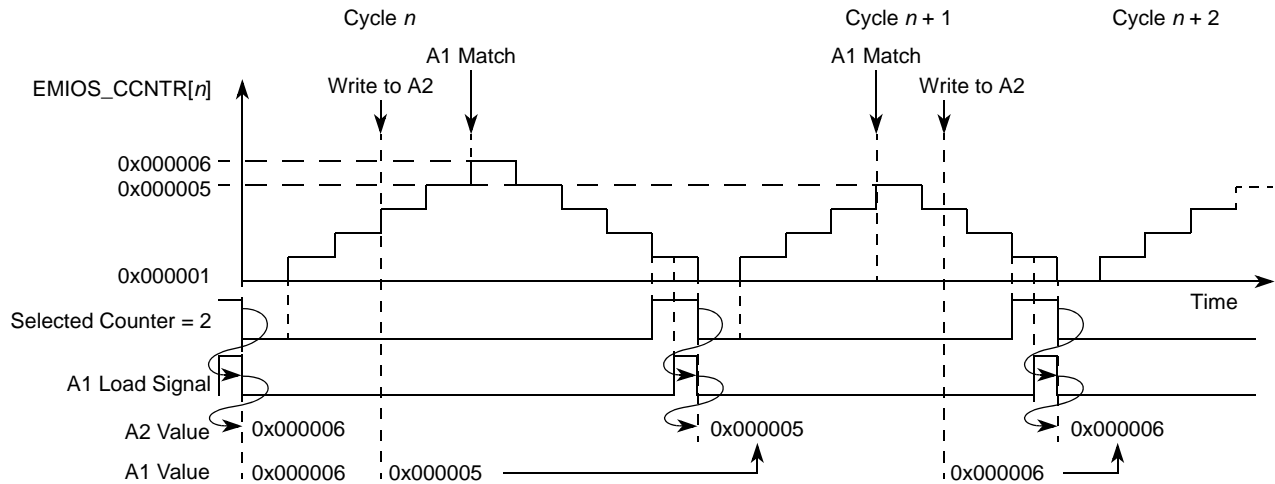 Cycle n
Cycle n + 1
Cycle n + 2
A1 Match
A1 Match
EMIOS_CCNTR[n]
Write to A2
Write to A2
0x000006
0x000005
0x000001
Time
Selected Counter = 2
A1 Load Signal
A2 Value
0x000006
0x000005
0x000006
A1 Value
0x000006
0x000005
0x000006